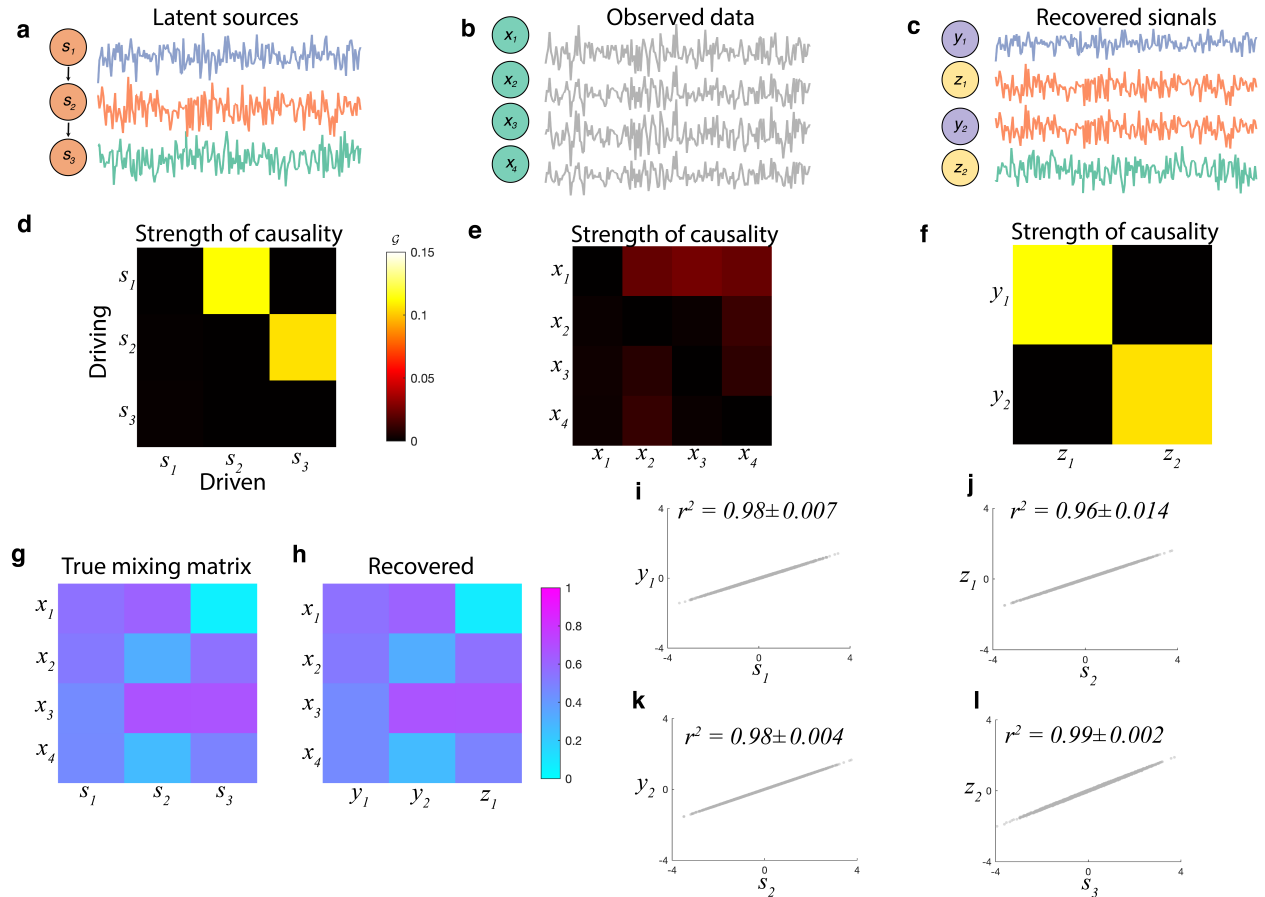 a
Latent sources
s1
s2
s3
b
Observed data
x1
x2
x3
x4
c
Recovered signals
y1
z1
y2
z2
d
Strength of causality
Driving
s1
s2
s3
s1 s2 s3
Driven
𝒢
0.15
0.1
0.05
0
e
Strength of causality
x1
x2
x3
x4
x1 x2 x3 x4
f
Strength of causality
y1
y2
z1 z2
g
True mixing matrix
x1
x2
x3
x4
s1 s2 s3
h
Recovered
x1
x2
x3
x4
y1 y2 z1
1
0.8
0.6
0.4
0.2
0
i
r2 = 0.98±0.007
4
y1 0
-4
-4 0 4
s1
j
r2 = 0.96±0.014
4
z1 0
-4
-4 0 4
s2
k
r2 = 0.98±0.004
4
y2 0
-4
-4 0 4
s2
l
r2 = 0.99±0.002
4
z2 0
-4
-4 0 4
s3